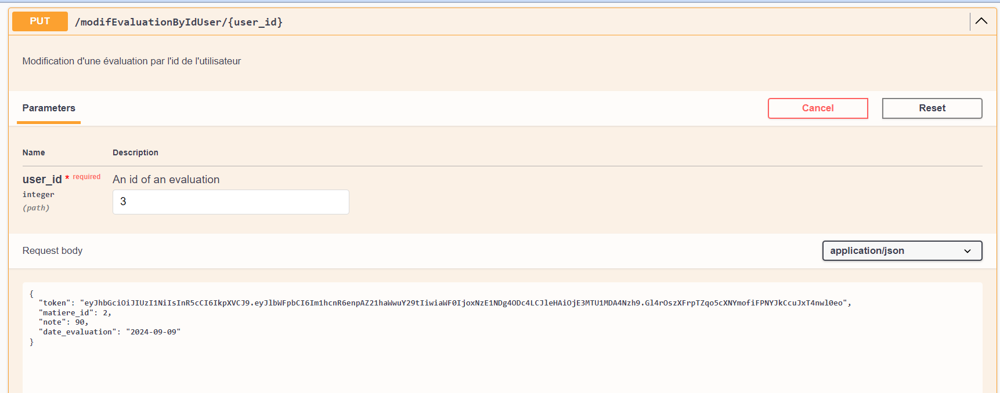 PUT /modifEvaluationByIdUser/{user_id}
Modification d'une évaluation par l'id de l'utilisateur
Parameters
Cancel
Reset
Name Description
user_id * required
An id of an evaluation
integer
(path)
3
Request body
application/json
{
"token": "eyJhbGciOiJIUzI1NiIsInR5cCI6IkpXVCJ9.eyJlbWFpbCI6Im1hcnR6enpAZ21haWwuY29tIiwiaWF0IjoxNzE1NDg4ODc4LCJleHAiOjE3MTU1MDA4Nzh9.Gl4rOszXFrpTZqo5cXNYmofiFPNYJkCcuJxT4nwl0eo",
"matiere_id": 2,
"note": 90,
"date_evaluation": "2024-09-09"
}